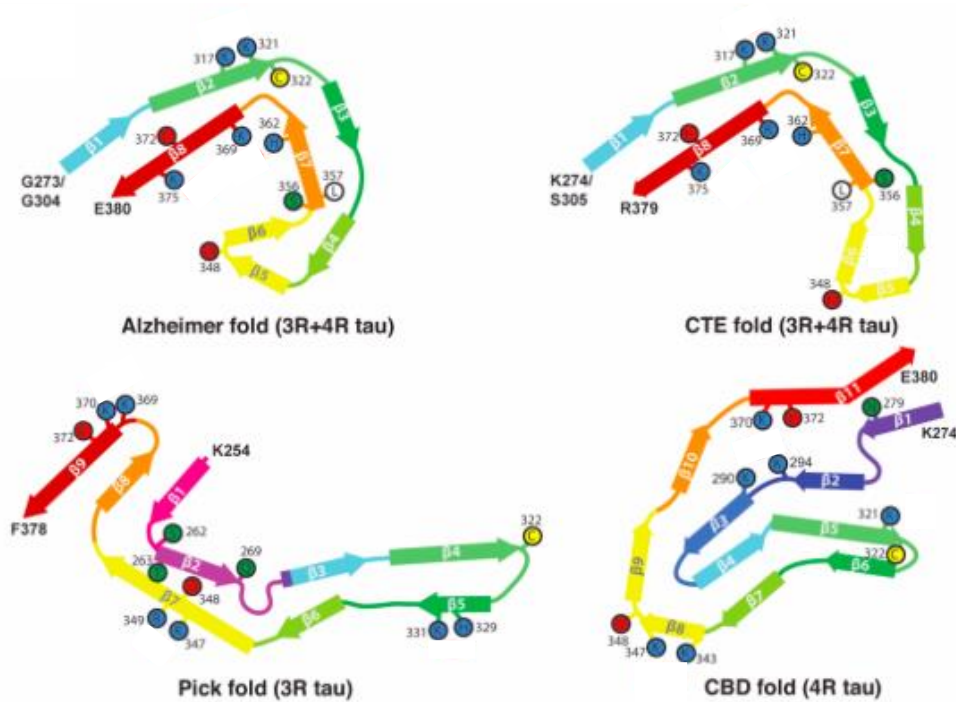 K
K
321
317
β2
C
322
β1
β3
372
β8
K
369
362
H
β7
K
375
356
357
L
G273/
G304
E380
β6
β4
β5
348
Alzheimer fold (3R+4R tau)
K
K
321
317
β2
C
322
β1
β3
372
β8
K
369
362
H
β7
K
375
356
L
357
K274/
S305
R379
β4
β6
β5
348
CTE fold (3R+4R tau)
370
K
K
369
372
β9
β8
F378
K254
β1
262
263
β2
269
β7
348
349
K
K
347
β3
β4
322
C
β6
β5
331
K
H
329
Pick fold (3R tau)
E380
β11
370
K
372
279
β1
K274
β10
290
K
K
294
β2
β3
β4
β5
321
K
322
C
β6
β9
β7
348
β8
347
K
K
343
CBD fold (4R tau)